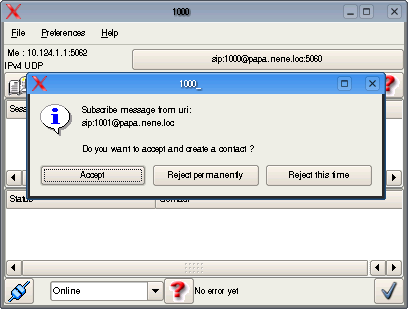 1000
File Preferences Help
Me : 10.124.1.1:5062
IPv4 UDP
sip:1000@papa.nene.loc:5060
1000_
Subscribe message from uri:
sip:1001@papa.nene.loc
Do you want to accept and create a contact ?
Accept Reject permanently Reject this time
Status Contact
Online No error yet